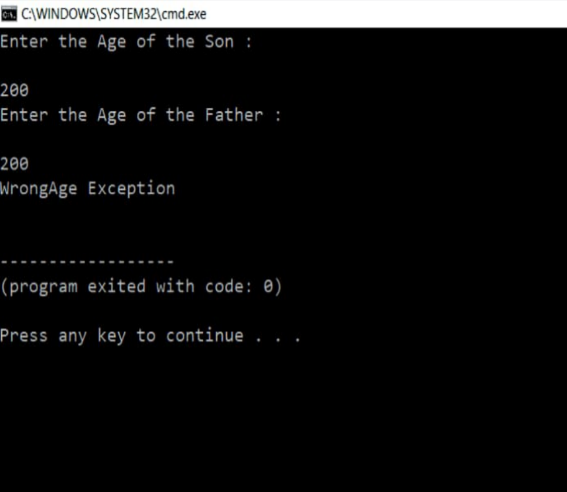 C:\WINDOWS\SYSTEM32\cmd.exe
Enter the Age of the Son :
200
Enter the Age of the Father :
200
WrongAge Exception
------------------
(program exited with code: 0)
Press any key to continue . . .